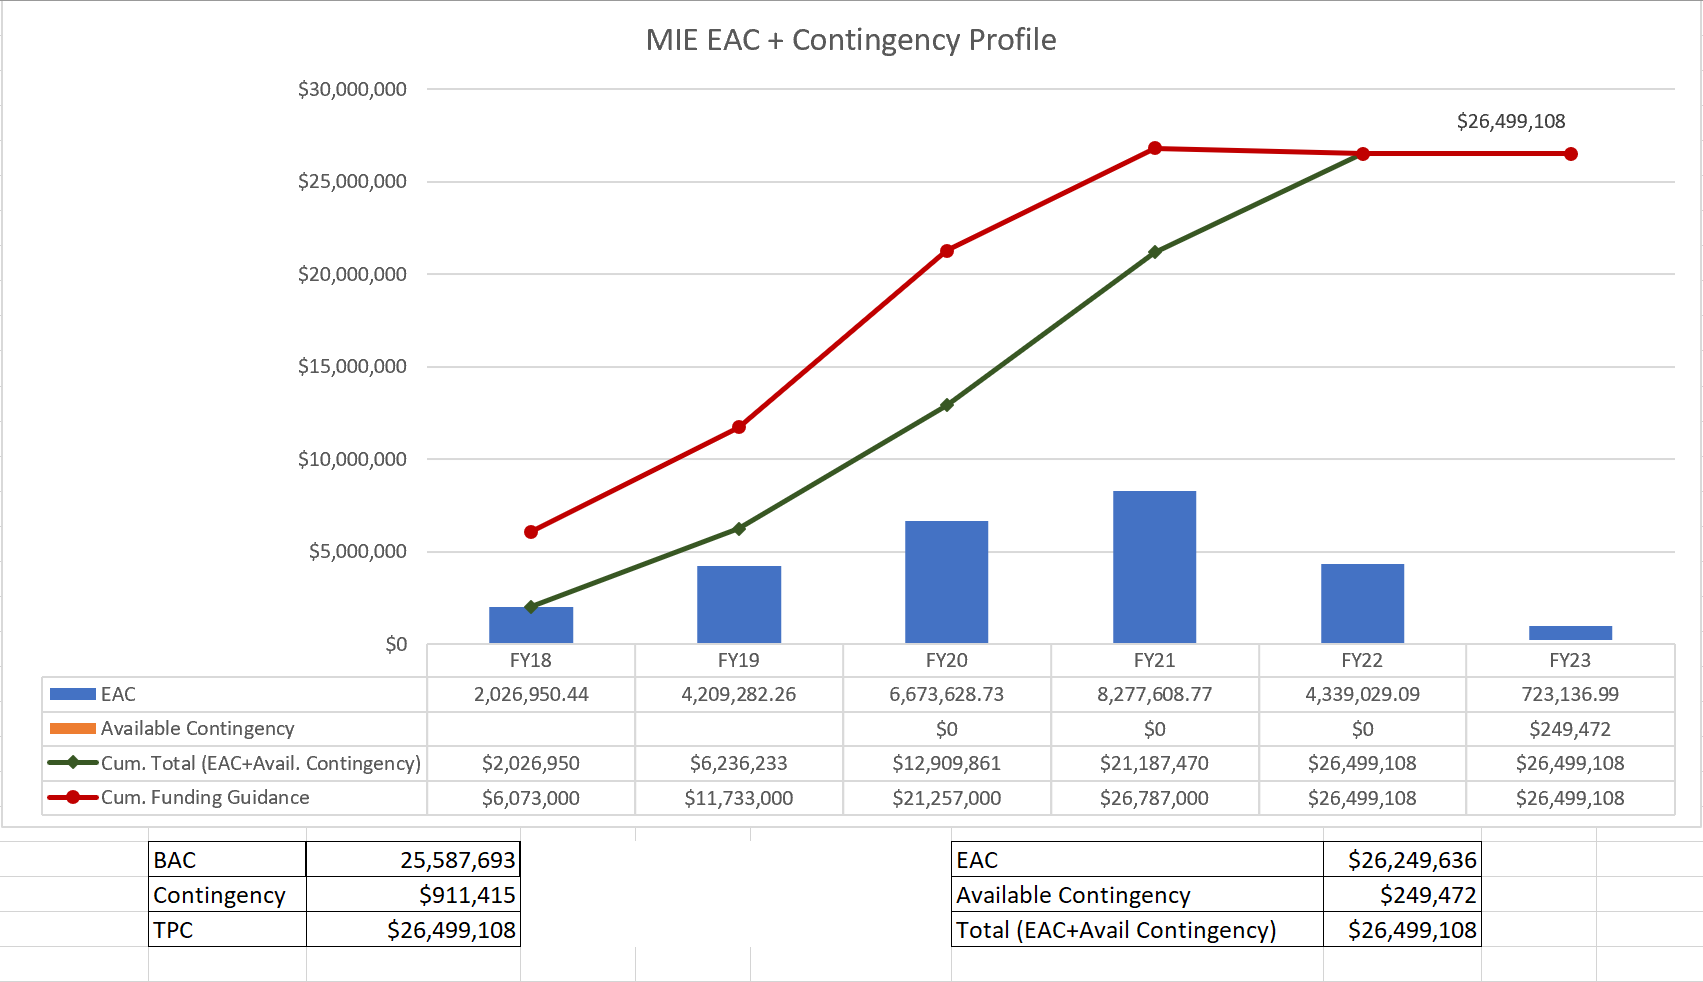 MIE EAC + Contingency Profile
$30,000,000
$26,499,108
$25,000,000
$20,000,000
$15,000,000
$10,000,000
$5,000,000
$0
FY18 FY19 FY20 FY21 FY22 FY23
EAC 2,026,950.44 4,209,282.26 6,673,628.73 8,277,608.77 4,339,029.09 723,136.99
Available Contingency $0 $0 $0 $249,472
Cum. Total (EAC+Avail. Contingency) $2,026,950 $6,236,233 $12,909,861 $21,187,470 $26,499,108 $26,499,108
Cum. Funding Guidance $6,073,000 $11,733,000 $21,257,000 $26,787,000 $26,499,108 $26,499,108
BAC 25,587,693
Contingency $911,415
TPC $26,499,108
EAC $26,249,636
Available Contingency $249,472
Total (EAC+Avail Contingency) $26,499,108